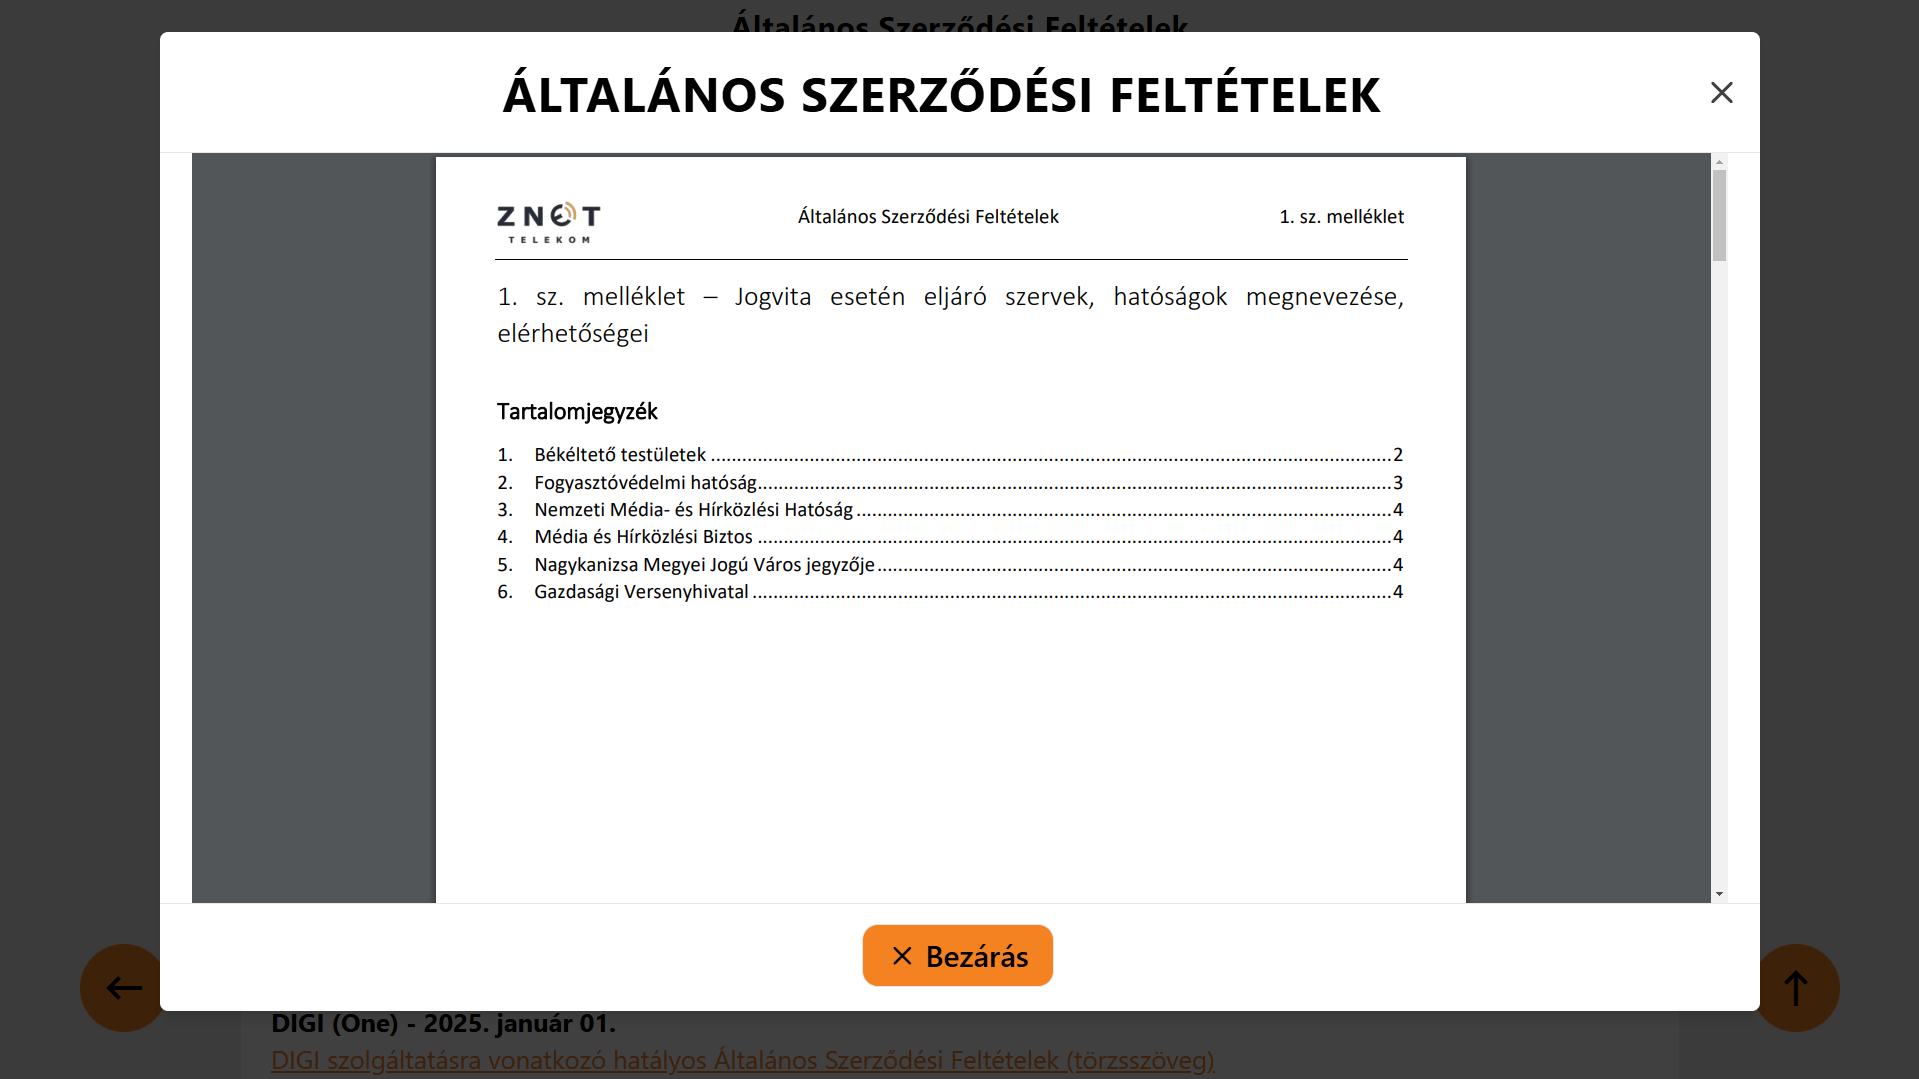 Általános Szerződési Feltételek
ÁLTALÁNOS SZERZŐDÉSI FELTÉTELEK
ZNET
TELEKOM
Általános Szerződési Feltételek
1. sz. melléklet
1. sz. melléklet – Jogvita esetén eljáró szervek, hatóságok megnevezése,
elérhetőségei
Tartalomjegyzék
1. Békéltető testületek ........ 2
2. Fogyasztóvédelmi hatóság ........ 3
3. Nemzeti Média- és Hírközlési Hatóság ........ 4
4. Média és Hírközlési Biztos ........ 4
5. Nagykanizsa Megyei Jogú Város jegyzője ........ 4
6. Gazdasági Versenyhivatal ........ 4
Bezárás
DIGI (One) - 2025. január 01.
DIGI szolgáltatásra vonatkozó hatályos Általános Szerződési Feltételek (törzsszöveg)